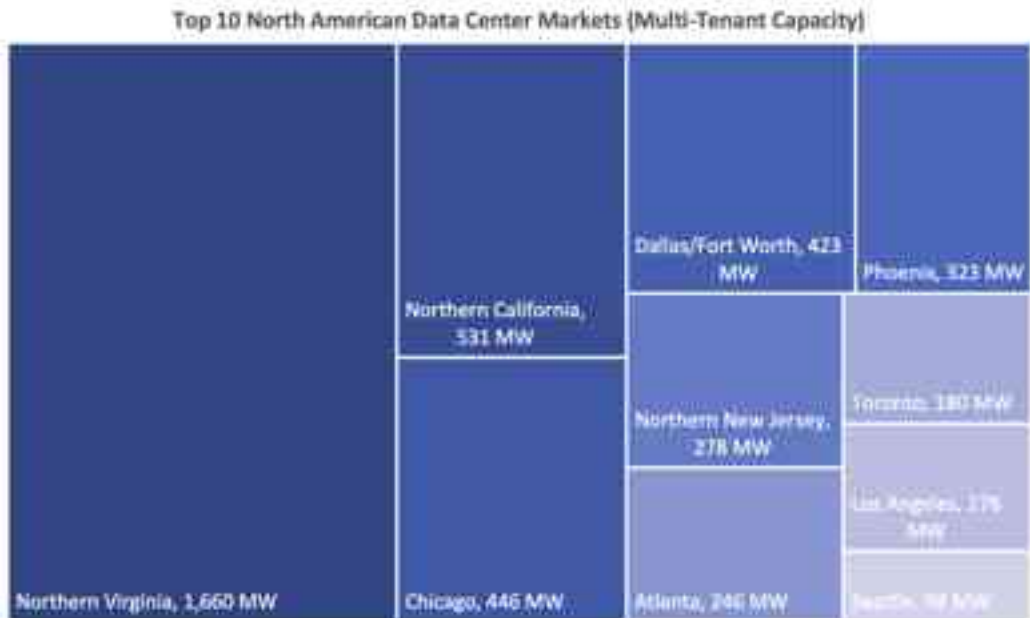 Top 10 North American Data Center Markets (Multi-Tenant Capacity)
Northern Virginia, 1,660 MW
Northern California,
531 MW
Chicago, 446 MW
Dallas/Fort Worth, 423
MW
Phoenix, 323 MW
Northern New Jersey,
278 MW
Atlanta, 246 MW
Toronto, 180 MW
Los Angeles, 176
MW
Seattle, MW